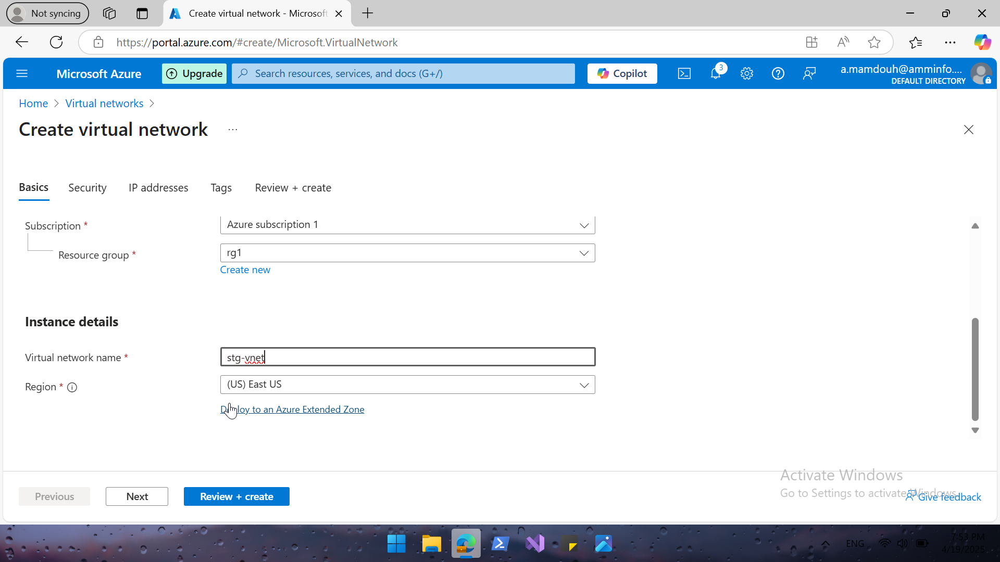 Not syncing
Create virtual network - Microsoft
https://portal.azure.com/#create/Microsoft.VirtualNetwork
Microsoft Azure
Upgrade
Search resources, services, and docs (G+/)
Copilot
3
a.mamdouh@amminfo....
DEFAULT DIRECTORY
Home > Virtual networks >
Create virtual network ...
Basics Security IP addresses Tags Review + create
Subscription *
Azure subscription 1
Resource group *
rg1
Create new
Instance details
Virtual network name *
stg-vnet
Region *
(US) East US
Deploy to an Azure Extended Zone
Previous
Next
Review + create
Activate Windows
Go to Settings to activate Windows.
Give feedback
ENG
7:53 PM
4/19/2025